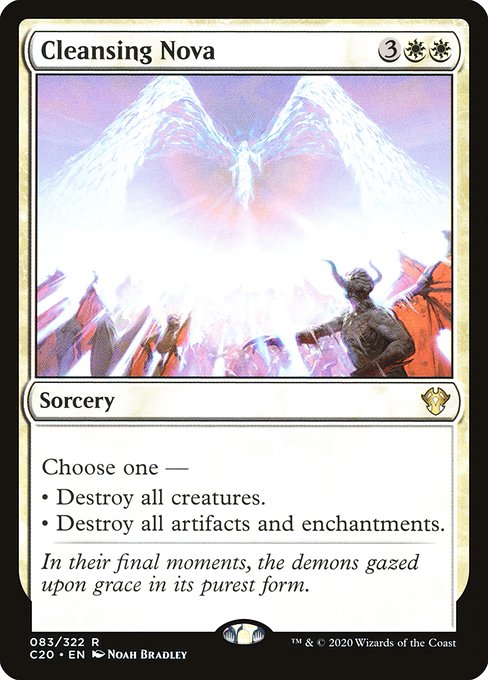 Cleansing Nova 3
Sorcery
Choose one —
• Destroy all creatures.
• Destroy all artifacts and enchantments.
In their final moments, the demons gazed
upon grace in its purest form.
083/322 R
C20 • EN Noah Bradley
™ & © 2020 Wizards of the Coast